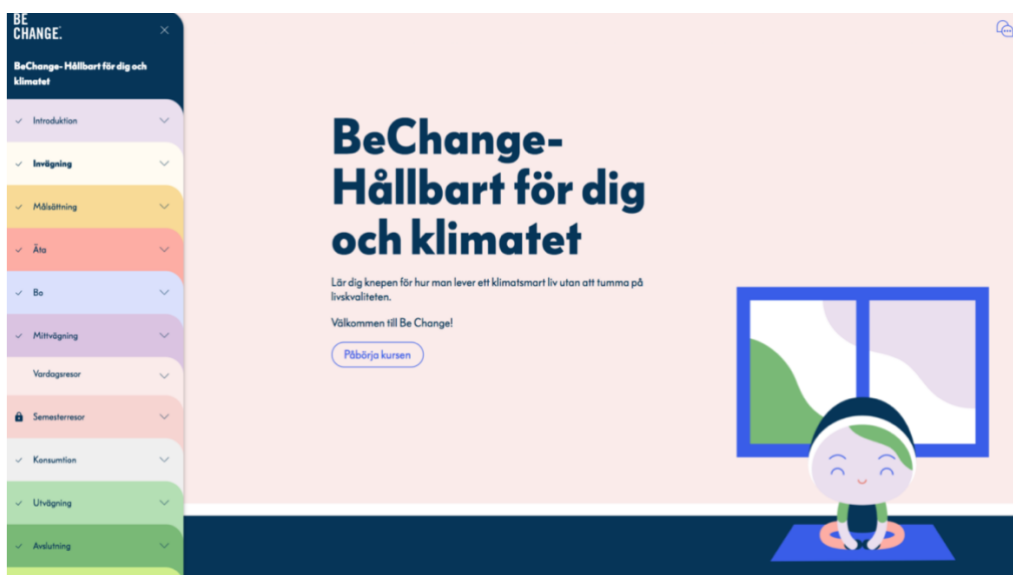 BE
CHANGE.
BeChange- Hållbart för dig och
klimatet
Introduktion
Invägning
Målsättning
Äta
Bo
Mittvägning
Vardagsresor
Semesterresor
Konsumtion
Utvägning
Avslutning
BeChange-
Hållbart för dig
och klimatet
Lär dig knepen för hur man lever ett klimatsmart liv utan att tumma på
livskvaliteten.
Välkommen till Be Change!
Påbörja kursen